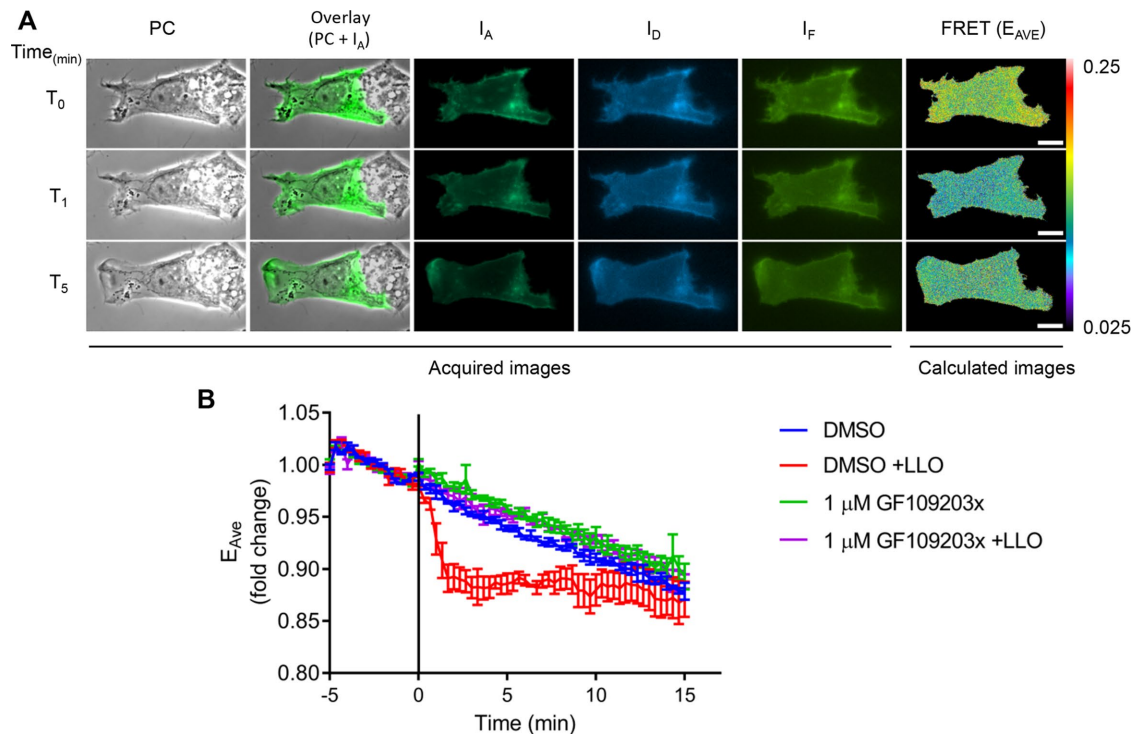 A
PC
Overlay
(PC + IA)
IA
ID
IF
FRET (EAVE)
Time(min)
T0
T1
T5
0.25
0.025
Acquired images
Calculated images
B
1.05
1.00
0.95
0.90
0.85
0.80
EAve
(fold change)
-5
0
5
10
15
Time (min)
DMSO
DMSO +LLO
1 μM GF109203x
1 μM GF109203x +LLO